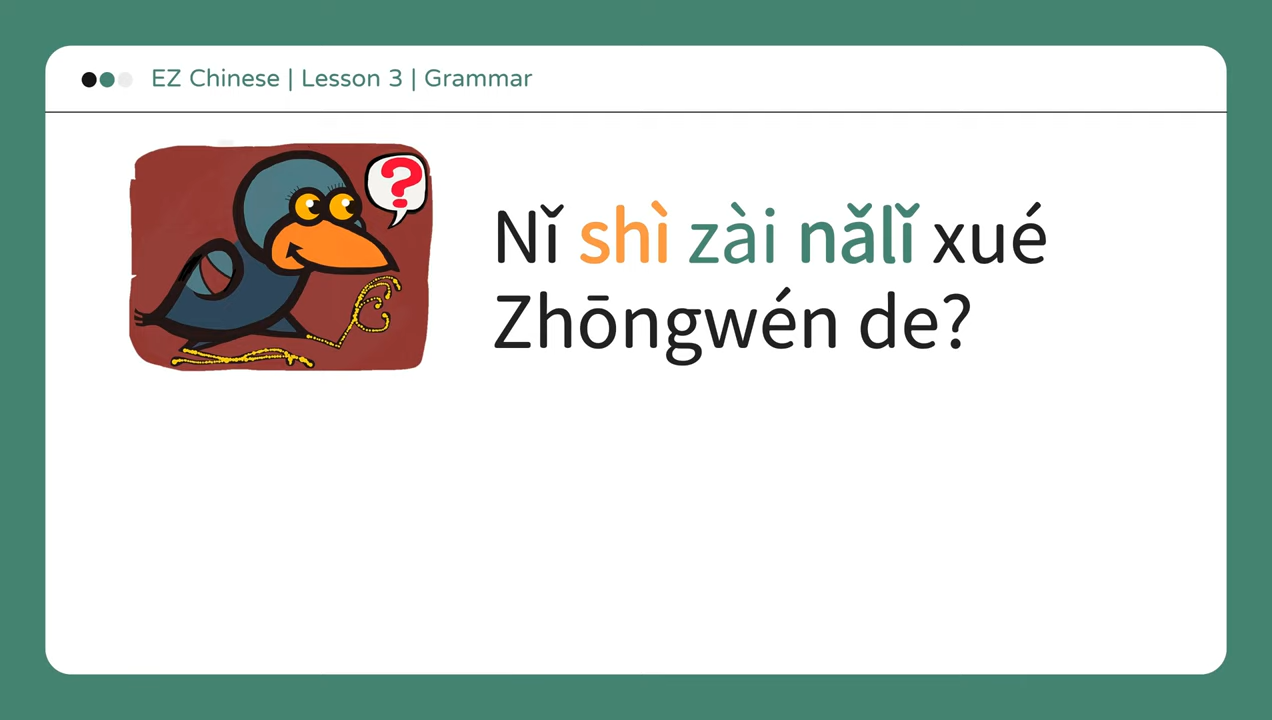 EZ Chinese | Lesson 3 | Grammar
?
Nǐ shì zài nǎlǐ xué
Zhōngwén de?